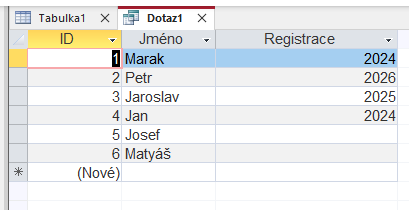 Tabulka1 Dotaz1
ID Jméno Registrace
1 Marak 2024
2 Petr 2026
3 Jaroslav 2025
4 Jan 2024
5 Josef
6 Matyáš
* (Nové)